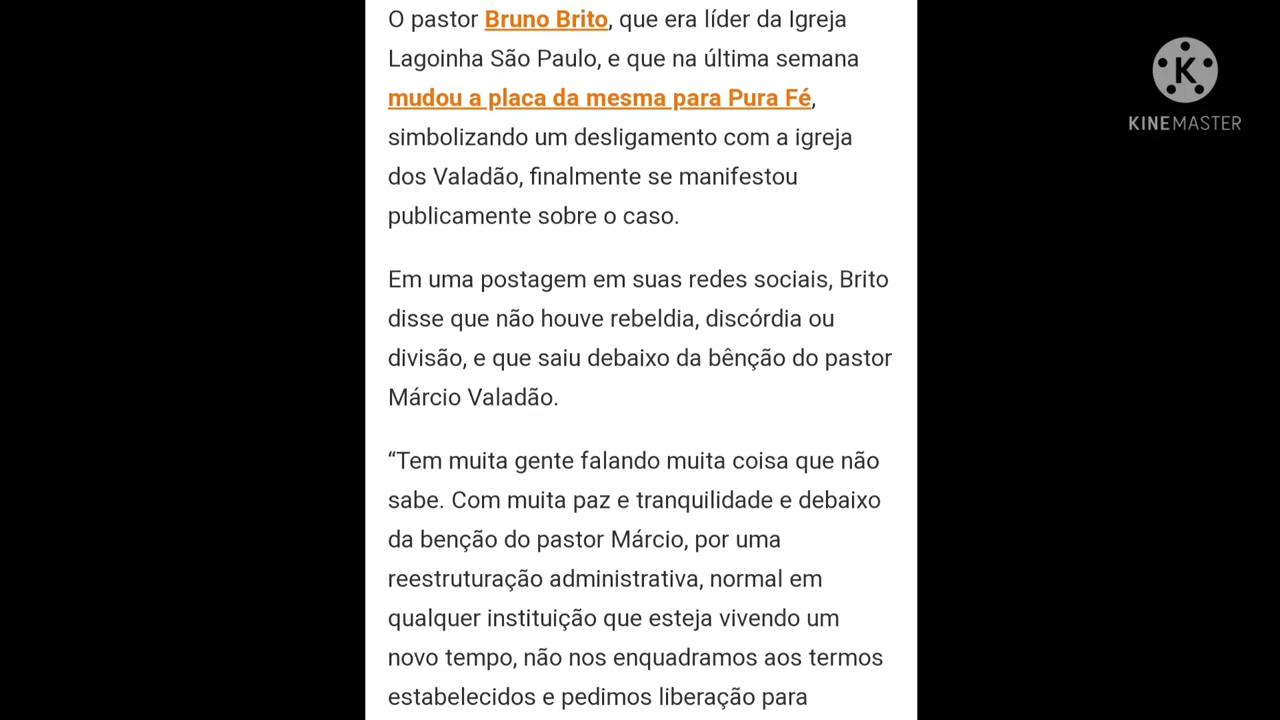 O pastor Bruno Brito, que era líder da Igreja
Lagoinha São Paulo, e que na última semana
mudou a placa da mesma para Pura Fé,
simbolizando um desligamento com a igreja
dos Valadão, finalmente se manifestou
publicamente sobre o caso.
Em uma postagem em suas redes sociais, Brito
disse que não houve rebeldia, discórdia ou
divisão, e que saiu debaixo da bênção do pastor
Márcio Valadão.
“Tem muita gente falando muita coisa que não
sabe. Com muita paz e tranquilidade e debaixo
da benção do pastor Márcio, por uma
reestruturação administrativa, normal em
qualquer instituição que esteja vivendo um
novo tempo, não nos enquadramos aos termos
estabelecidos e pedimos liberação para
K
KINEMASTER